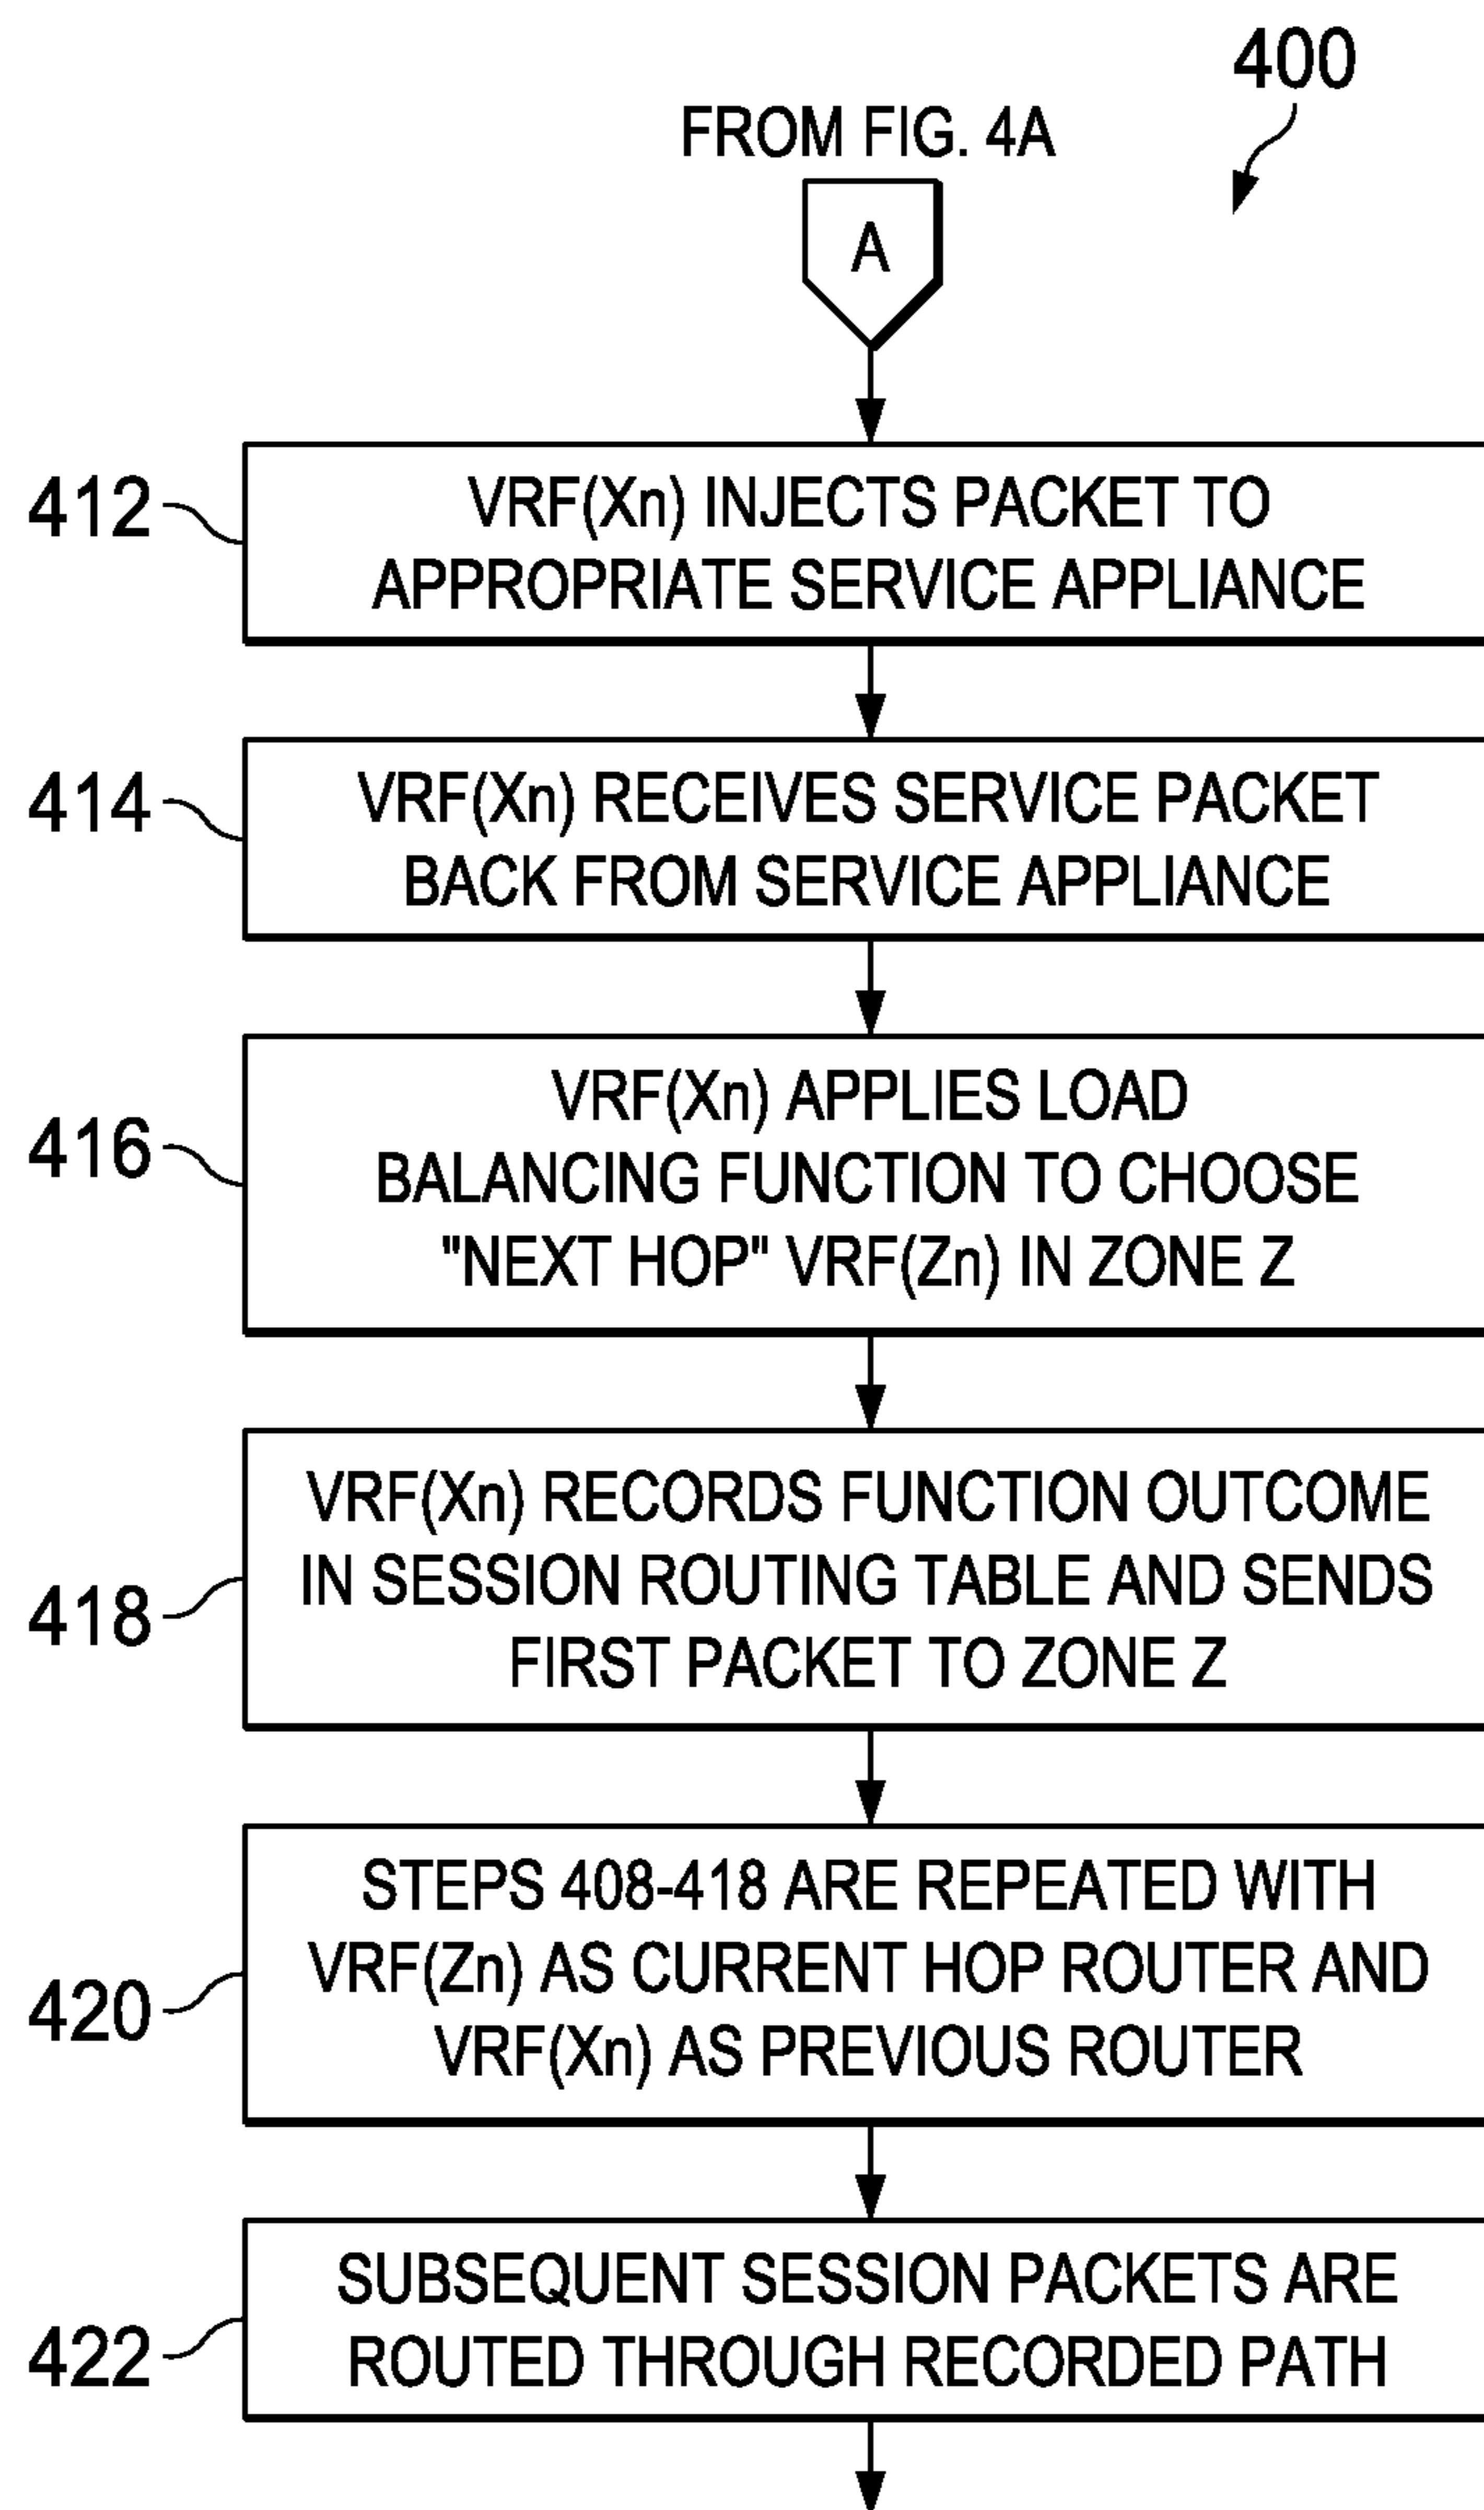 400
FROM FIG. 4A
A
412
VRF(Xn) INJECTS PACKET TO
APPROPRIATE SERVICE APPLIANCE
414
VRF(Xn) RECEIVES SERVICE PACKET
BACK FROM SERVICE APPLIANCE
416
VRF(Xn) APPLIES LOAD
BALANCING FUNCTION TO CHOOSE
"NEXT HOP" VRF(Zn) IN ZONE Z
418
VRF(Xn) RECORDS FUNCTION OUTCOME
IN SESSION ROUTING TABLE AND SENDS
FIRST PACKET TO ZONE Z
420
STEPS 408-418 ARE REPEATED WITH
VRF(Zn) AS CURRENT HOP ROUTER AND
VRF(Xn) AS PREVIOUS ROUTER
422
SUBSEQUENT SESSION PACKETS ARE
ROUTED THROUGH RECORDED PATH